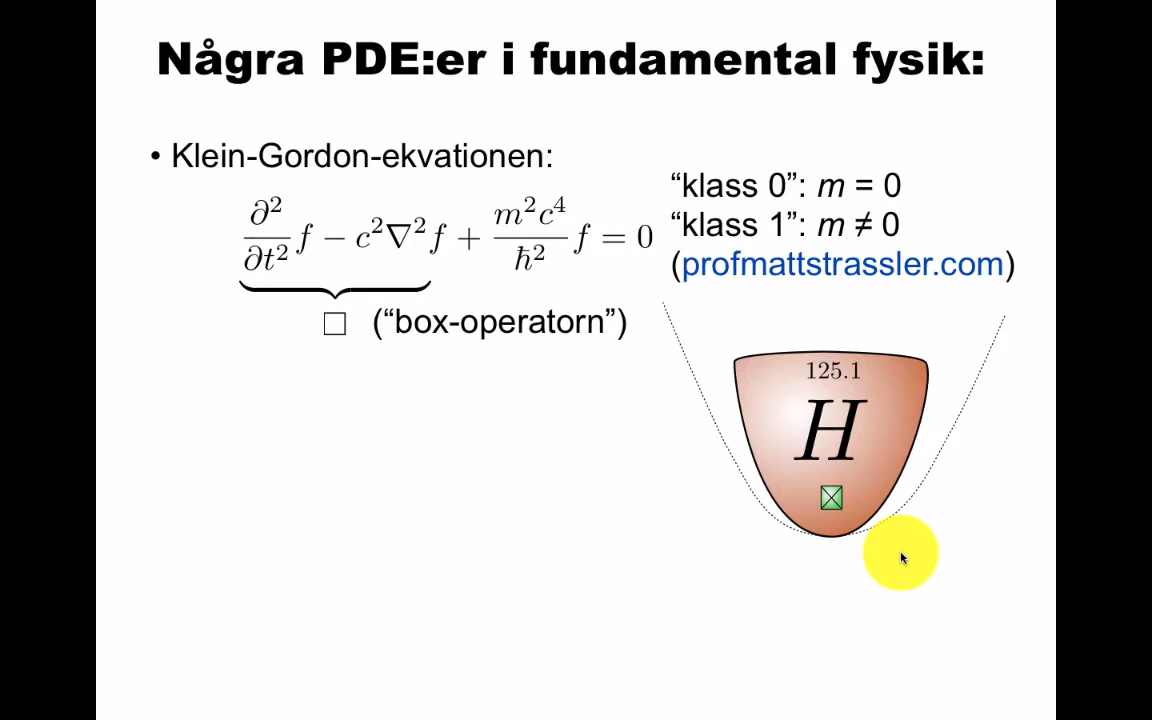 Några PDE:er i fundamental fysik:
• Klein-Gordon-ekvationen:
∂²/∂t² f − c²∇²f + m²c⁴/ħ² f = 0
□ (“box-operatorn”)
“klass 0”: m = 0
“klass 1”: m ≠ 0
(profmattstrassler.com)
125.1
H